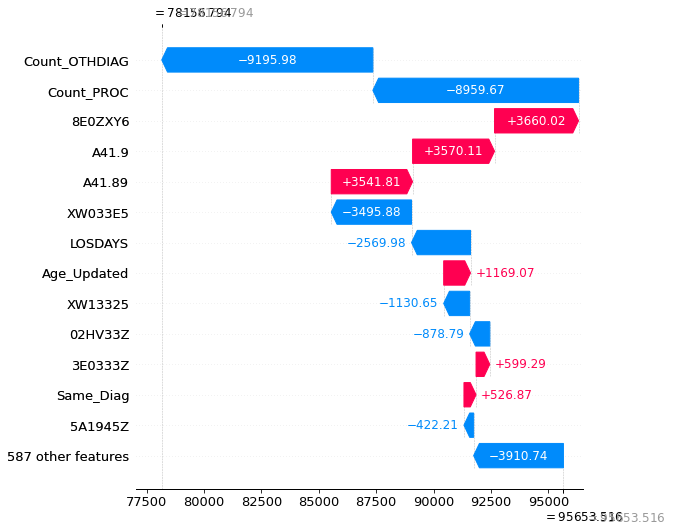 = 78156.794
Count_OTHDIAG −9195.98
Count_PROC −8959.67
8E0ZXY6 +3660.02
A41.9 +3570.11
A41.89 +3541.81
XW033E5 −3495.88
LOSDAYS −2569.98
Age_Updated +1169.07
XW13325 −1130.65
02HV33Z −878.79
3E0333Z +599.29
Same_Diag +526.87
5A1945Z −422.21
587 other features −3910.74
77500 80000 82500 85000 87500 90000 92500 95000
= 95653.516